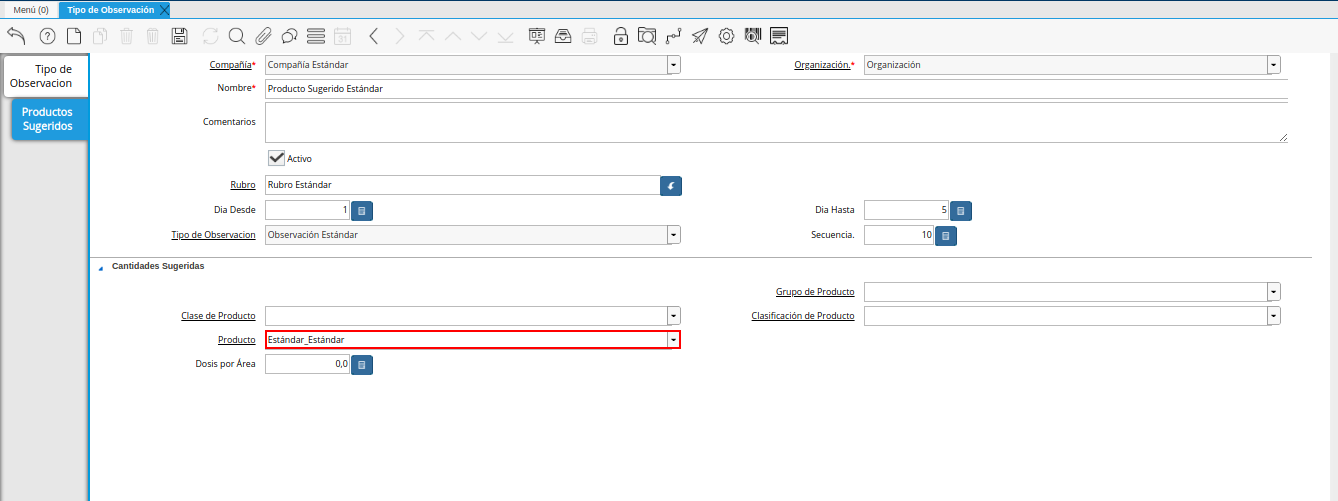 Menú (0) Tipo de Observación
31
Tipo de
Observacion
Productos
Sugeridos
Compañía* Compañía Estándar Organización.* Organización
Nombre* Producto Sugerido Estándar
Comentarios
Activo
Rubro Rubro Estándar
Dia Desde 1 Dia Hasta 5
Tipo de Observacion Observación Estándar Secuencia. 10
Cantidades Sugeridas
Grupo de Producto
Clase de Producto Clasificación de Producto
Producto Estándar_Estándar
Dosis por Área 0,0